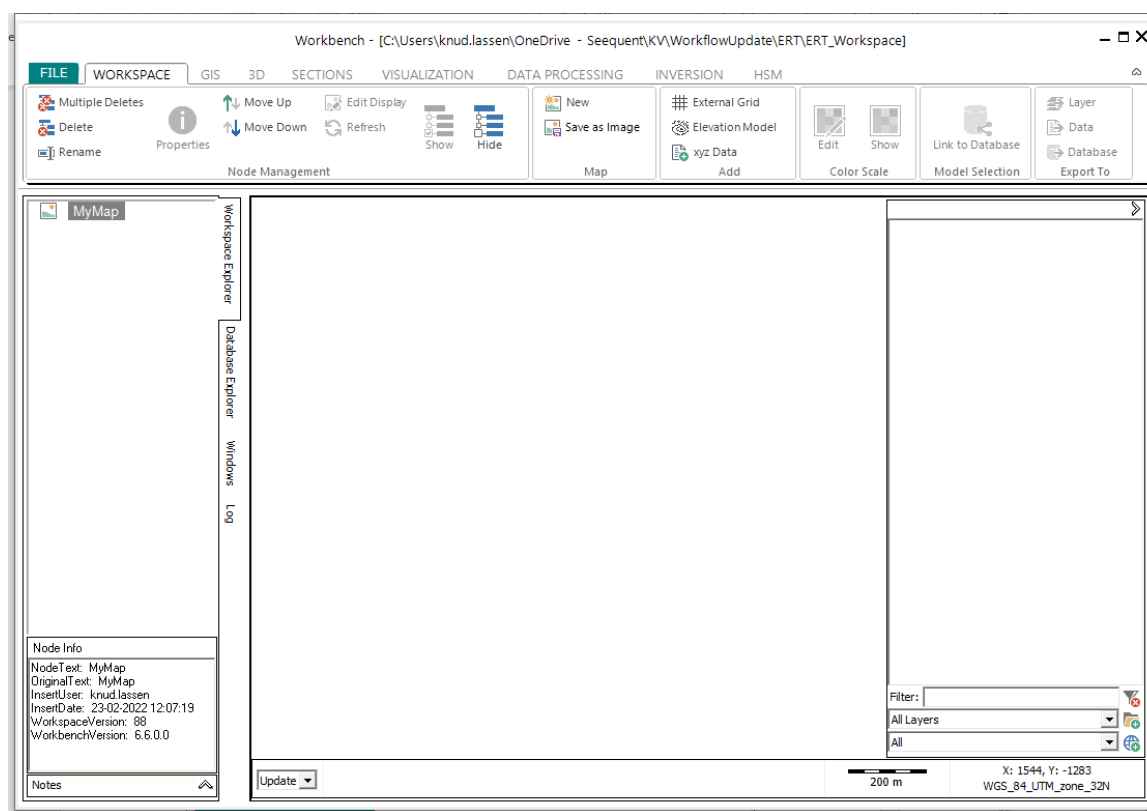 Workbench - [C:\Users\knud.lassen\OneDrive - Seequent\KV\WorkflowUpdate\ERT\ERT_Workspace]
FILE WORKSPACE GIS 3D SECTIONS VISUALIZATION DATA PROCESSING INVERSION HSM
Multiple Deletes
Delete
Rename
Properties
Move Up
Move Down
Edit Display
Refresh
Show
Hide
Node Management
New
Save as Image
Map
External Grid
Elevation Model
xyz Data
Add
Edit
Show
Color Scale
Link to Database
Model Selection
Layer
Data
Database
Export To
MyMap
Workspace Explorer
Database Explorer
Windows
Log
Node Info
NodeText: MyMap
OriginalText: MyMap
InsertUser: knud.lassen
InsertDate: 23-02-2022 12:07:19
WorkspaceVersion: 88
WorkbenchVersion: 6.6.0.0
Notes
Filter:
All Layers
All
Update
200 m
X: 1544, Y: -1283
WGS_84_UTM_zone_32N